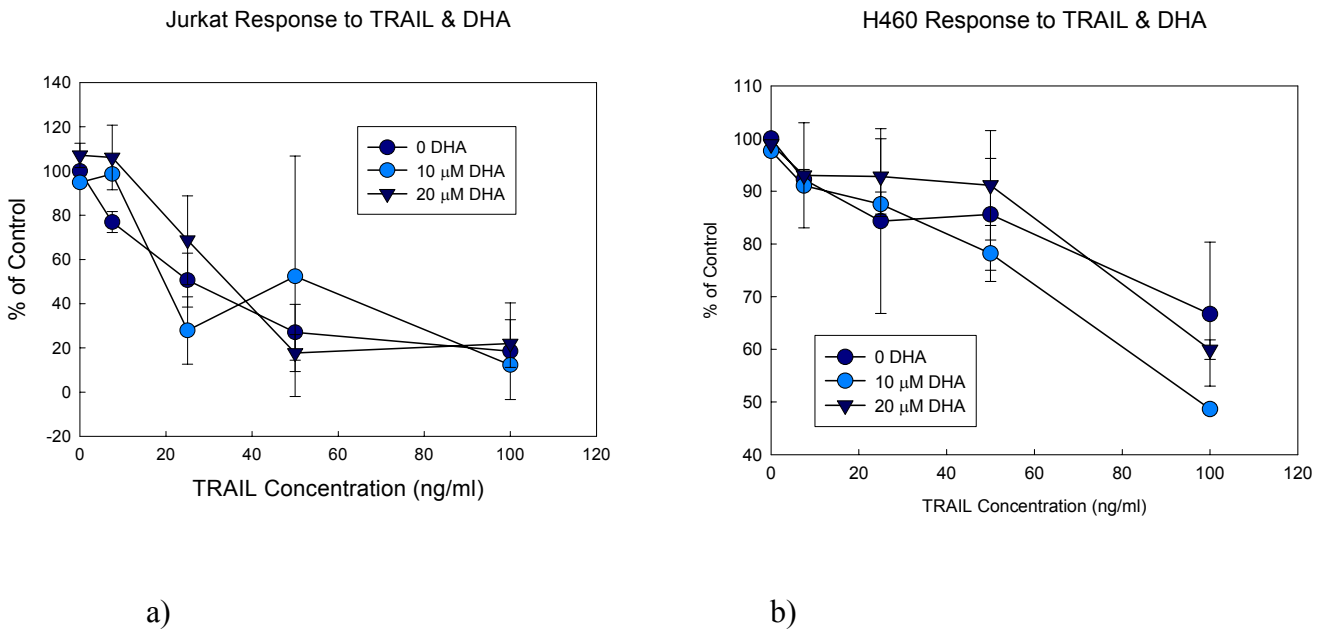 Jurkat Response to TRAIL & DHA
140
120
100
80
60
40
20
0
-20
% of Control
0 DHA
10 μM DHA
20 μM DHA
0 20 40 60 80 100 120
TRAIL Concentration (ng/ml)
a)
H460 Response to TRAIL & DHA
110
100
90
80
70
60
50
40
% of Control
0 DHA
10 μM DHA
20 μM DHA
0 20 40 60 80 100 120
TRAIL Concentration (ng/ml)
b)